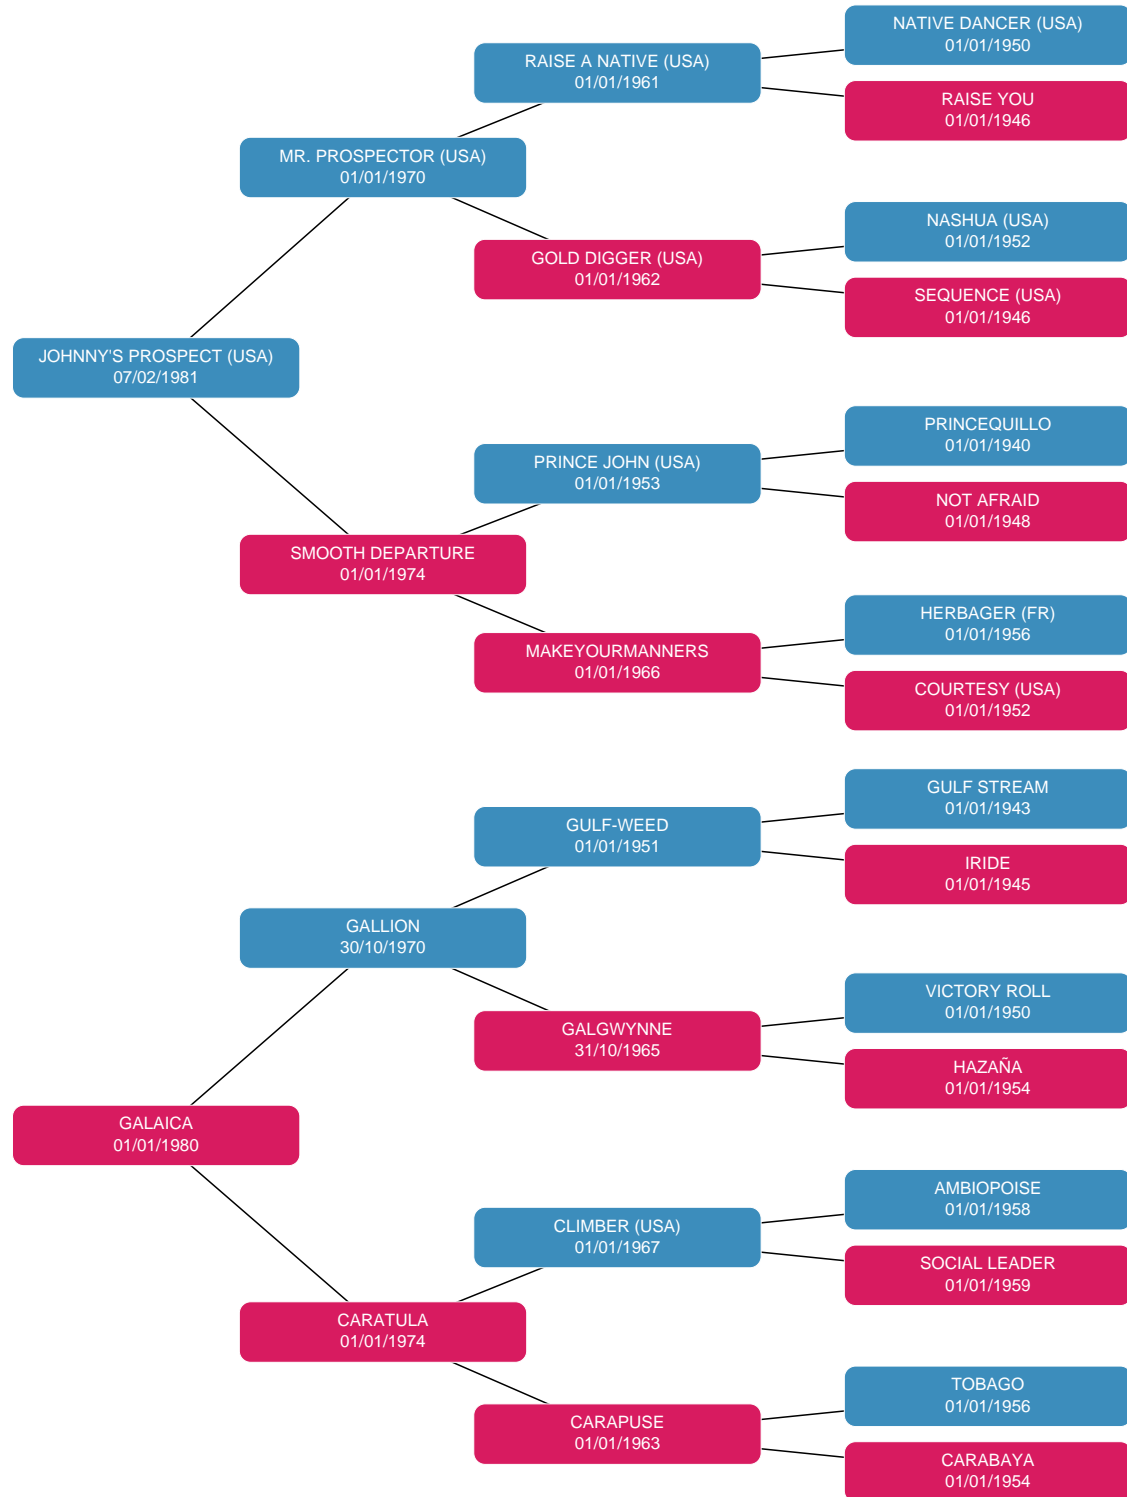 NATIVE DANCER (USA)
01/01/1950
RAISE A NATIVE (USA)
01/01/1961
RAISE YOU
01/01/1946
MR. PROSPECTOR (USA)
01/01/1970
NASHUA (USA)
01/01/1952
GOLD DIGGER (USA)
01/01/1962
SEQUENCE (USA)
01/01/1946
JOHNNY'S PROSPECT (USA)
07/02/1981
PRINCEQUILLO
01/01/1940
PRINCE JOHN (USA)
01/01/1953
NOT AFRAID
01/01/1948
SMOOTH DEPARTURE
01/01/1974
HERBAGER (FR)
01/01/1956
MAKEYOURMANNERS
01/01/1966
COURTESY (USA)
01/01/1952
GULF STREAM
01/01/1943
GULF-WEED
01/01/1951
IRIDE
01/01/1945
GALLION
30/10/1970
VICTORY ROLL
01/01/1950
GALGWYNNE
31/10/1965
HAZAÑA
01/01/1954
GALAICA
01/01/1980
AMBIOPOISE
01/01/1958
CLIMBER (USA)
01/01/1967
SOCIAL LEADER
01/01/1959
CARATULA
01/01/1974
TOBAGO
01/01/1956
CARAPUSE
01/01/1963
CARABAYA
01/01/1954